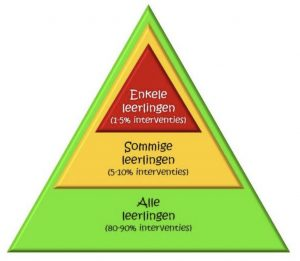 Enkele
leerlingen
(1-5% interventies)
Sommige
leerlingen
(5-10% interventies)
Alle
leerlingen
(80-90% interventies)